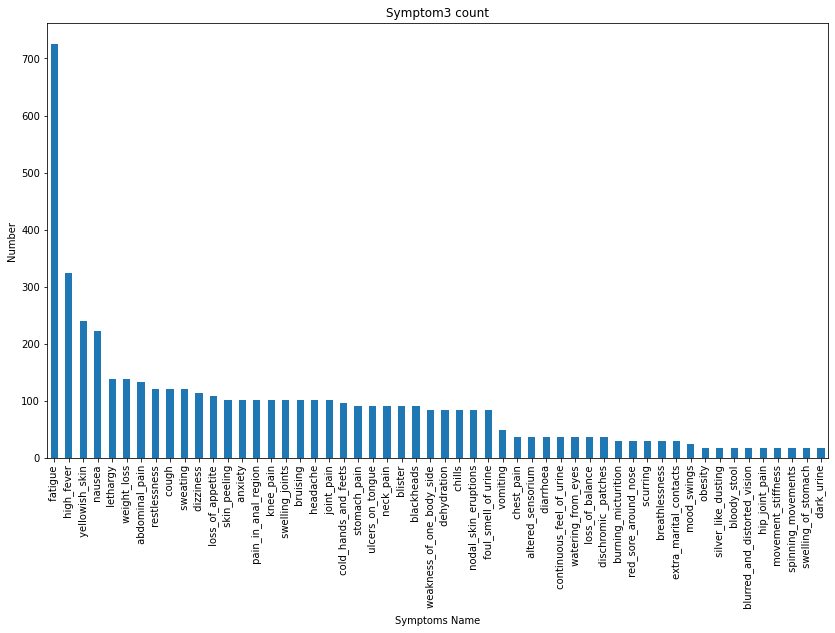 Symptom3 count
Number
700
600
500
400
300
200
100
0
fatigue
high_fever
yellowish_skin
nausea
lethargy
weight_loss
abdominal_pain
restlessness
cough
sweating
dizziness
loss_of_appetite
skin_peeling
anxiety
pain_in_anal_region
knee_pain
swelling_joints
bruising
headache
joint_pain
cold_hands_and_feets
stomach_pain
ulcers_on_tongue
neck_pain
blister
blackheads
weakness_of_one_body_side
dehydration
chills
nodal_skin_eruptions
foul_smell_of urine
vomiting
chest_pain
altered_sensorium
diarrhoea
continuous_feel_of_urine
watering_from_eyes
loss_of_balance
dischromic _patches
burning_micturition
red_sore_around_nose
scurring
breathlessness
extra_marital_contacts
mood_swings
obesity
silver_like_dusting
bloody_stool
blurred_and_distorted_vision
hip_joint_pain
movement_stiffness
spinning_movements
swelling_of_stomach
dark_urine
Symptoms Name